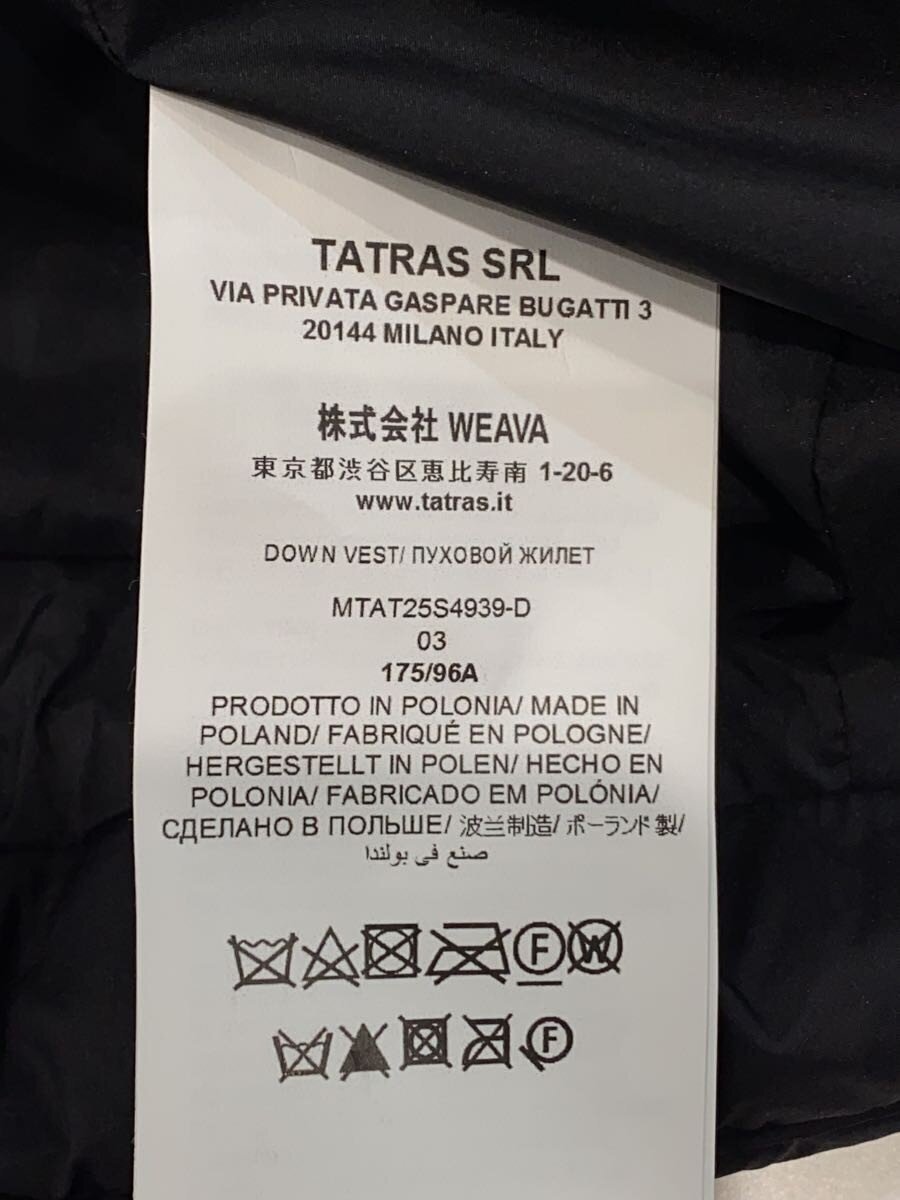 TATRAS SRL
VIA PRIVATA GASPARE BUGATTI 3
20144 MILANO ITALY
株式会社 WEAVA
東京都渋谷区恵比寿南 1-20-6
www.tatras.it
DOWN VEST/ ПУХОВОЙ ЖИЛЕТ
MTAT25S4939-D
03
175/96A
PRODOTTO IN POLONIA/ MADE IN
POLAND/ FABRIQUÉ EN POLOGNE/
HERGESTELLT IN POLEN/ HECHO EN
POLONIA/ FABRICADO EM POLÓNIA/
СДЕЛАНО В ПОЛЬШЕ/ 波兰制造/ ポーランド製/
صنع في بولندا
F W
F